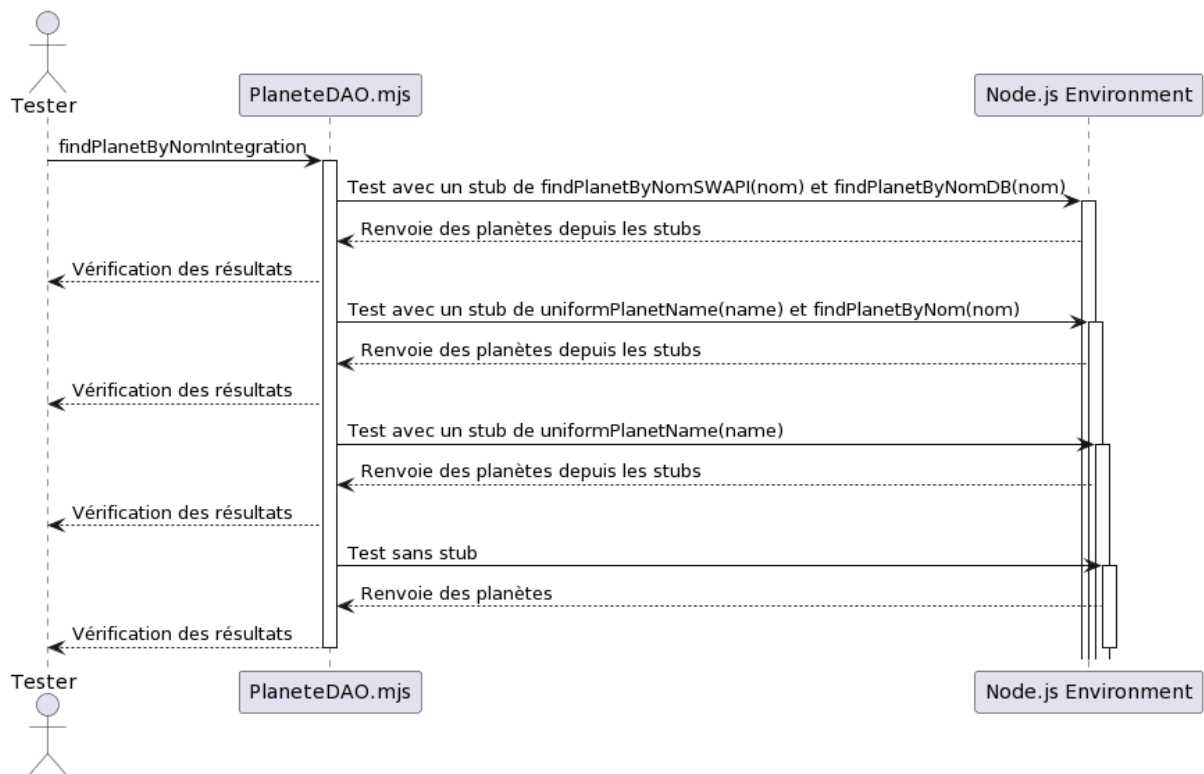 Tester
PlaneteDAO.mjs
Node.js Environment
findPlanetByNomIntegration
Test avec un stub de findPlanetByNomSWAPI(nom) et findPlanetByNomDB(nom)
Renvoie des planètes depuis les stubs
Vérification des résultats
Test avec un stub de uniformPlanetName(name) et findPlanetByNom(nom)
Renvoie des planètes depuis les stubs
Vérification des résultats
Test avec un stub de uniformPlanetName(name)
Renvoie des planètes depuis les stubs
Vérification des résultats
Test sans stub
Renvoie des planètes
Vérification des résultats
Tester
PlaneteDAO.mjs
Node.js Environment